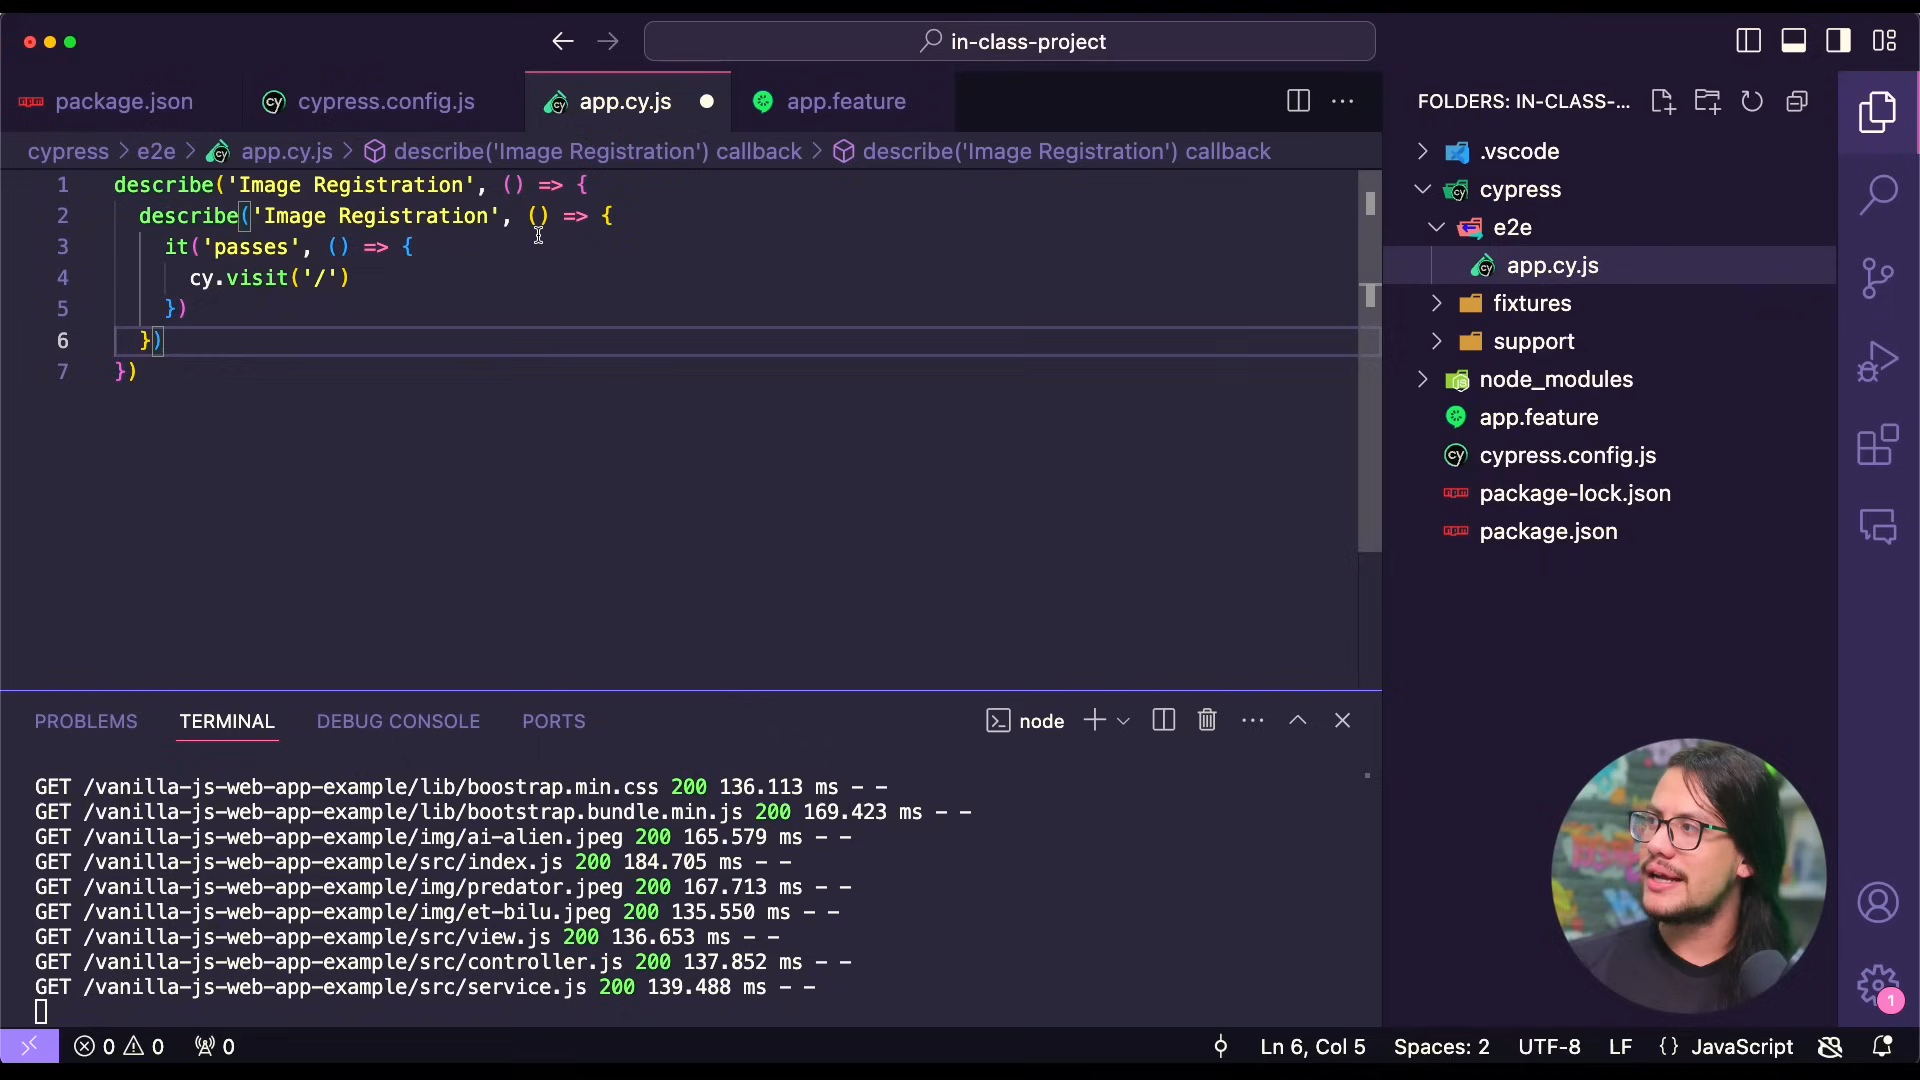 in-class-project
package.json
cypress.config.js
app.cy.js
app.feature
cypress > e2e > app.cy.js > describe('Image Registration') callback > describe('Image Registration') callback
1 describe('Image Registration', () => {
2 describe('Image Registration', () => {
3 it('passes', () => {
4 cy.visit('/')
5 })
6 })
7 })
FOLDERS: IN-CLASS-...
.vscode
cypress
e2e
app.cy.js
fixtures
support
node_modules
app.feature
cypress.config.js
package-lock.json
package.json
PROBLEMS TERMINAL DEBUG CONSOLE PORTS
node
GET /vanilla-js-web-app-example/lib/boostrap.min.css 200 136.113 ms - -
GET /vanilla-js-web-app-example/lib/bootstrap.bundle.min.js 200 169.423 ms - -
GET /vanilla-js-web-app-example/img/ai-alien.jpeg 200 165.579 ms - -
GET /vanilla-js-web-app-example/src/index.js 200 184.705 ms - -
GET /vanilla-js-web-app-example/img/predator.jpeg 200 167.713 ms - -
GET /vanilla-js-web-app-example/img/et-bilu.jpeg 200 135.550 ms - -
GET /vanilla-js-web-app-example/src/view.js 200 136.653 ms - -
GET /vanilla-js-web-app-example/src/controller.js 200 137.852 ms - -
GET /vanilla-js-web-app-example/src/service.js 200 139.488 ms - -
1
0 0 0
Ln 6, Col 5 Spaces: 2 UTF-8 LF {} JavaScript